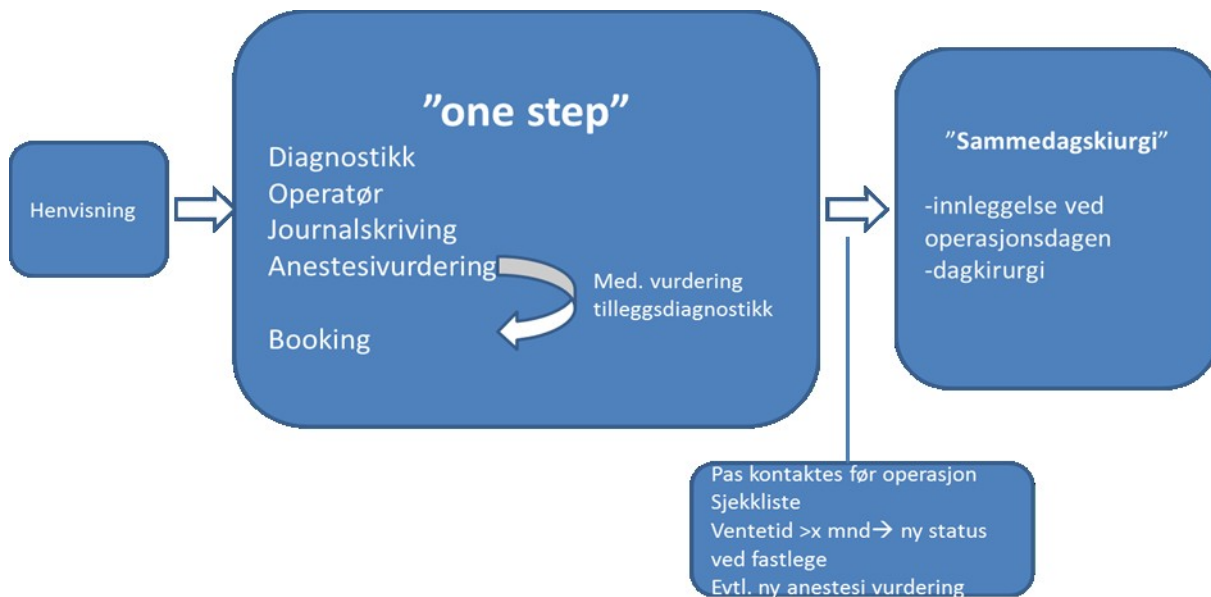 Henvisning
”one step”
Diagnostikk
Operatør
Journalskriving
Anestesivurdering
Med. vurdering
tilleggsdiagnostikk
Booking
”Sammedagskiurgi”
-innleggelse ved
operasjonsdagen
-dagkirurgi
Pas kontaktes før operasjon
Sjekkliste
Ventetid >x mnd→ ny status
ved fastlege
Evtl. ny anestesi vurdering